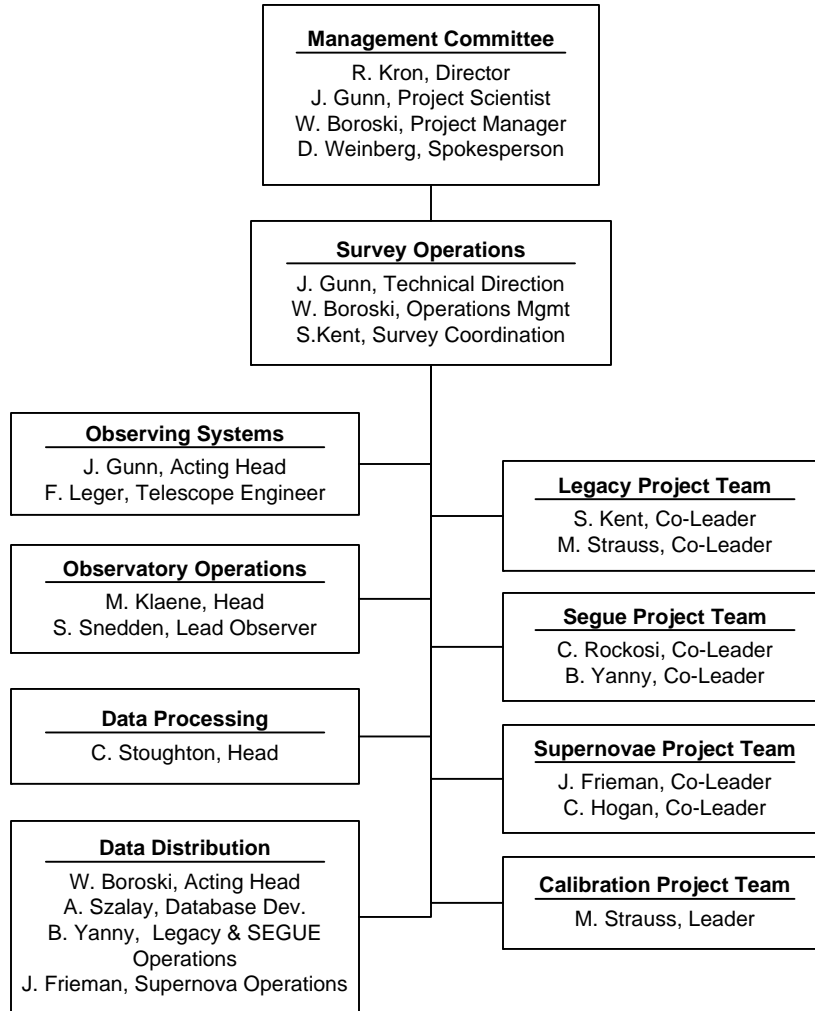 Management Committee
R. Kron, Director
J. Gunn, Project Scientist
W. Boroski, Project Manager
D. Weinberg, Spokesperson
Survey Operations
J. Gunn, Technical Direction
W. Boroski, Operations Mgmt
S.Kent, Survey Coordination
Observing Systems
J. Gunn, Acting Head
F. Leger, Telescope Engineer
Observatory Operations
M. Klaene, Head
S. Snedden, Lead Observer
Data Processing
C. Stoughton, Head
Data Distribution
W. Boroski, Acting Head
A. Szalay, Database Dev.
B. Yanny, Legacy & SEGUE
Operations
J. Frieman, Supernova Operations
Legacy Project Team
S. Kent, Co-Leader
M. Strauss, Co-Leader
Segue Project Team
C. Rockosi, Co-Leader
B. Yanny, Co-Leader
Supernovae Project Team
J. Frieman, Co-Leader
C. Hogan, Co-Leader
Calibration Project Team
M. Strauss, Leader